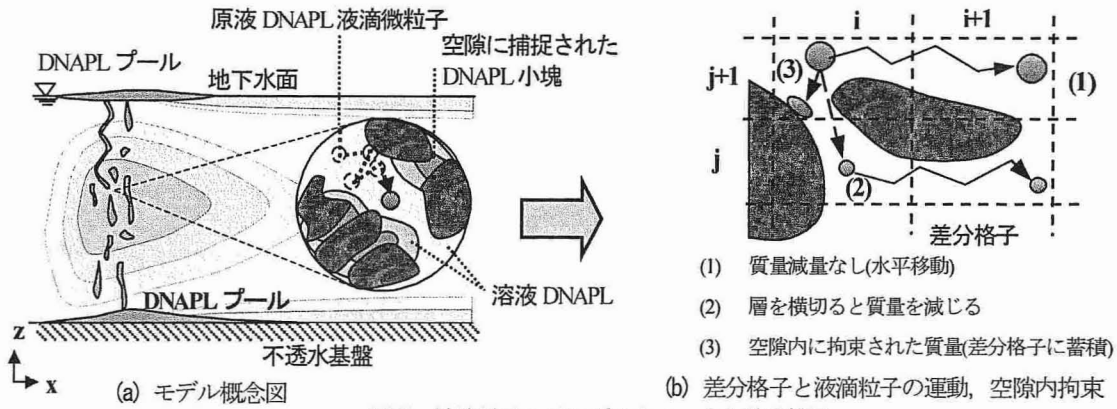 原液 DNAPL 液滴微粒子
空隙に捕捉された
DNAPL 小塊
DNAPL プール
地下水面
DNAPL プール
溶液 DNAPL
不透水基盤
z
x
(a) モデル概念図
i
i+1
j+1
j
(3)
(1)
(2)
差分格子
(1) 質量減量なし(水平移動)
(2) 層を横切ると質量を減じる
(3) 空隙内に拘束された質量(差分格子に蓄積)
(b) 差分格子と液滴粒子の運動，空隙内拘束